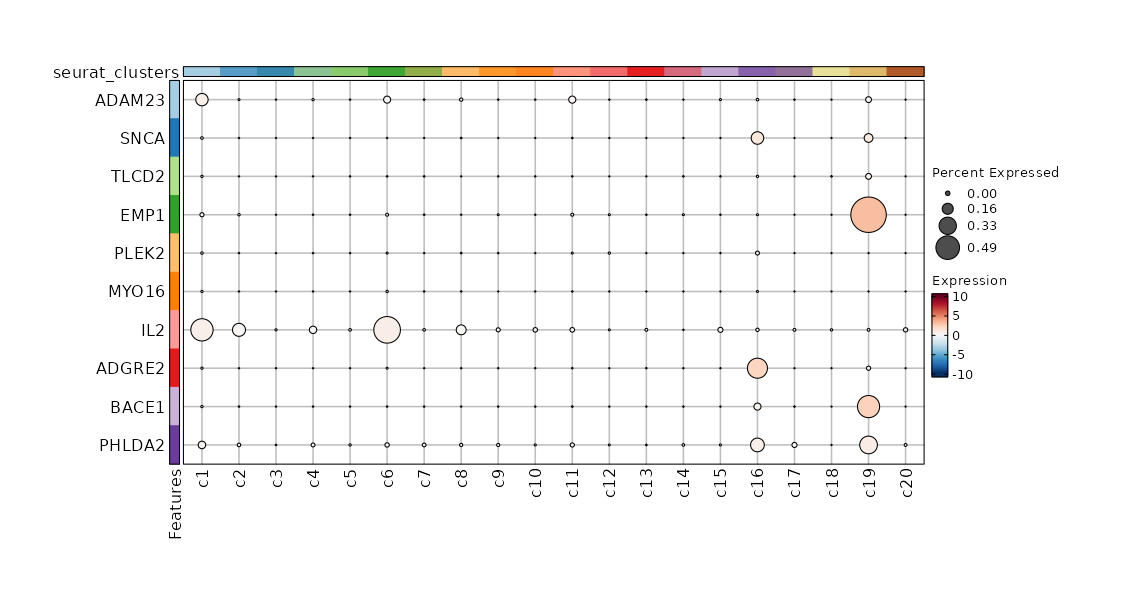 seurat_clusters
ADAM23
SNCA
TLCD2
EMP1
PLEK2
MYO16
IL2
ADGRE2
BACE1
PHLDA2
Features
c1
c2
c3
c4
c5
c6
c7
c8
c9
c10
c11
c12
c13
c14
c15
c16
c17
c18
c19
c20
Percent Expressed
0.00
0.16
0.33
0.49
Expression
10
5
0
-5
-10